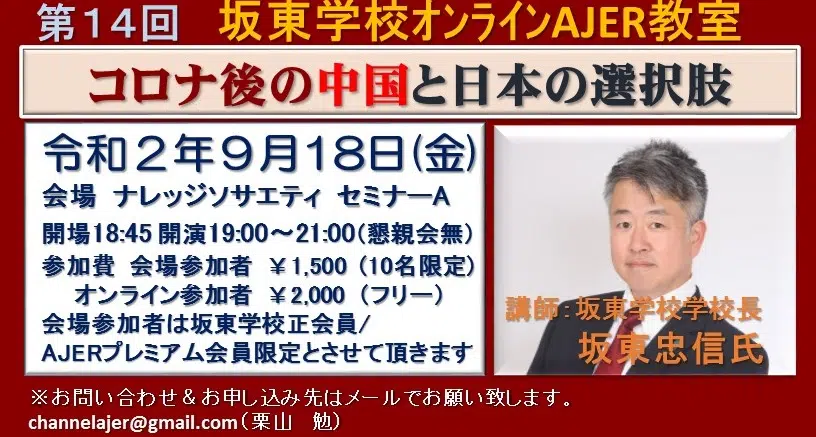 第14回 坂東学校オンラインAJER教室
コロナ後の中国と日本の選択肢
令和2年9月18日(金)
会場 ナレッジソサエティ セミナーA
開場18:45 開演19:00～21:00(懇親会無)
参加費 会場参加者 ￥1,500 (10名限定)
オンライン参加者 ￥2,000 (フリー)
会場参加者は坂東学校正会員/
AJERプレミアム会員限定とさせて頂きます
講師:坂東学校学校長
坂東忠信氏
※お問い合わせ＆お申し込み先はメールでお願い致します。
channelajer@gmail.com(栗山 勉)